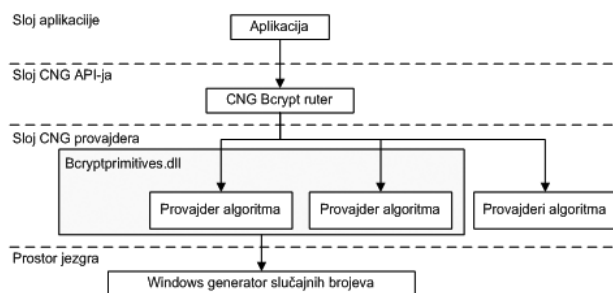 Sloj aplikaciije
Aplikacija
Sloj CNG API-ja
CNG Bcrypt ruter
Sloj CNG provajdera
Bcryptprimitives.dll
Provajder algoritma
Provajder algoritma
Provajderi algoritma
Prostor jezgra
Windows generator slučajnih brojeva